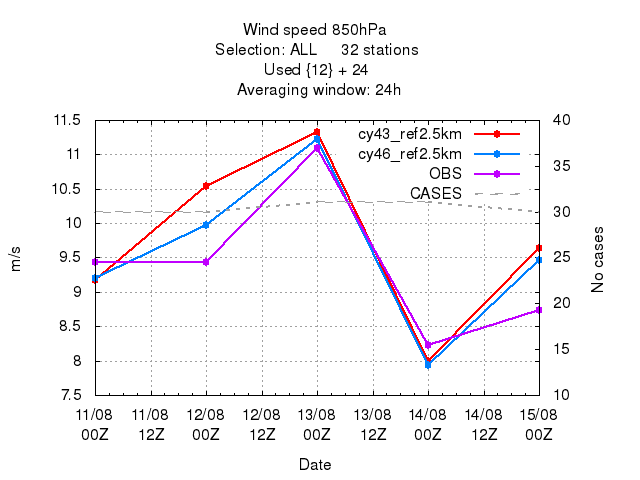 Wind speed 850hPa
Selection: ALL 32 stations
Used {12} + 24
Averaging window: 24h
11.5
11
10.5
10
9.5
9
8.5
8
7.5
m/s
40
35
30
25
20
15
10
No cases
cy43_ref2.5km
cy46_ref2.5km
OBS
CASES
11/08 11/08 12/08 12/08 13/08 13/08 14/08 14/08 15/08
00Z 12Z 00Z 12Z 00Z 12Z 00Z 12Z 00Z
Date